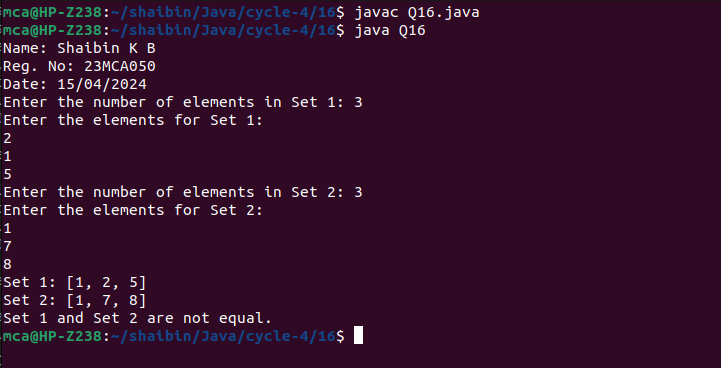 mca@HP-Z238:~/shaibin/Java/cycle-4/16$ javac Q16.java
mca@HP-Z238:~/shaibin/Java/cycle-4/16$ java Q16
Name: Shaibin K B
Reg. No: 23MCA050
Date: 15/04/2024
Enter the number of elements in Set 1: 3
Enter the elements for Set 1:
2
1
5
Enter the number of elements in Set 2: 3
Enter the elements for Set 2:
1
7
8
Set 1: [1, 2, 5]
Set 2: [1, 7, 8]
Set 1 and Set 2 are not equal.
mca@HP-Z238:~/shaibin/Java/cycle-4/16$